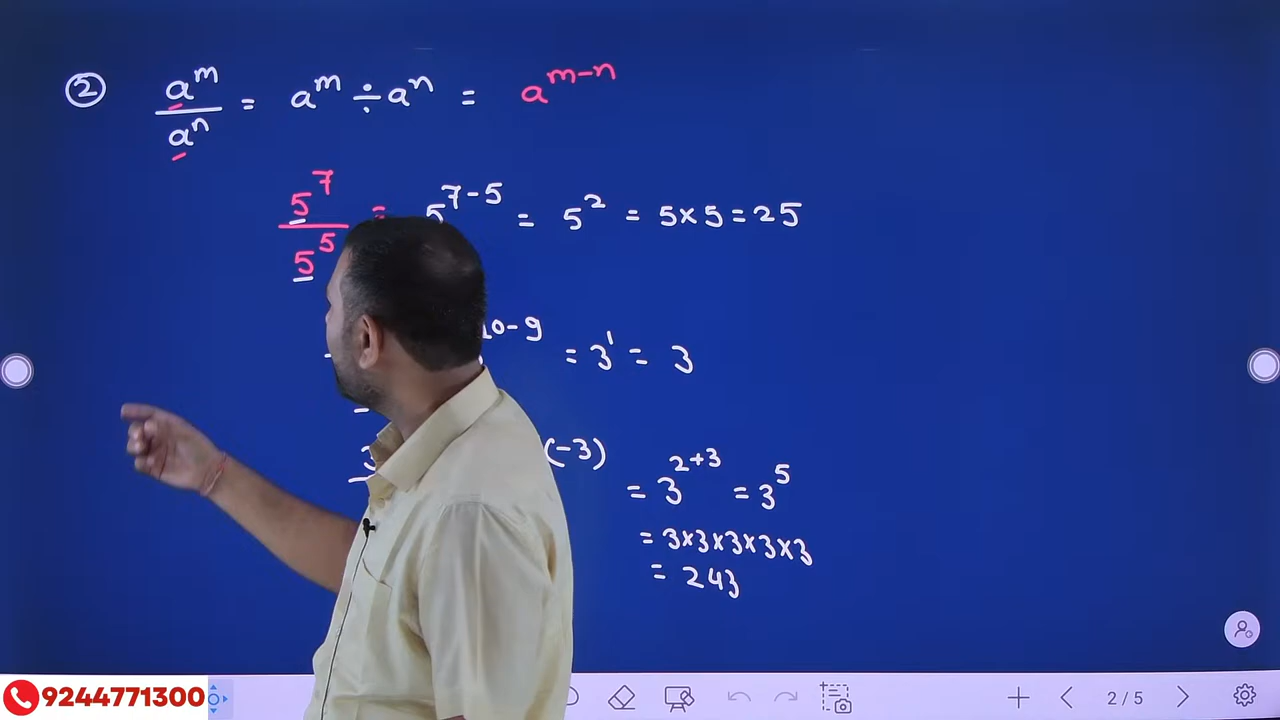 ② a^m / a^n = a^m ÷ a^n = a^(m-n)
5^7 / 5^5 = 5^(7-5) = 5^2 = 5×5=25
10-9 = 3^1 = 3
3 (-3) = 3^(2+3) = 3^5
= 3×3×3×3×3
= 243
9244771300
2/5